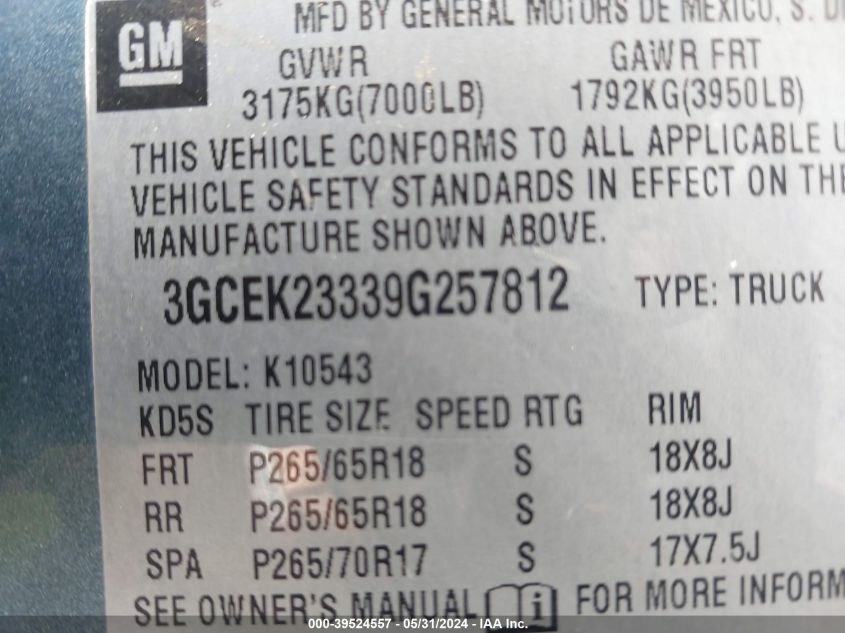 GM
MFD BY GENERAL MOTORS DE MEXICO, S.
GVWR GAWR FRT
3175KG(7000LB) 1792KG(3950LB)
THIS VEHICLE CONFORMS TO ALL APPLICABLE U
VEHICLE SAFETY STANDARDS IN EFFECT ON THE
MANUFACTURE SHOWN ABOVE.
3GCEK23339G257812 TYPE: TRUCK
MODEL: K10543
KD5S TIRE SIZE SPEED RTG RIM
FRT P265/65R18 S 18X8J
RR P265/65R18 S 18X8J
SPA P265/70R17 S 17X7.5J
SEE OWNER'S MANUAL i FOR MORE INFORM
000-39524557 - 05/31/2024 - IAA Inc.